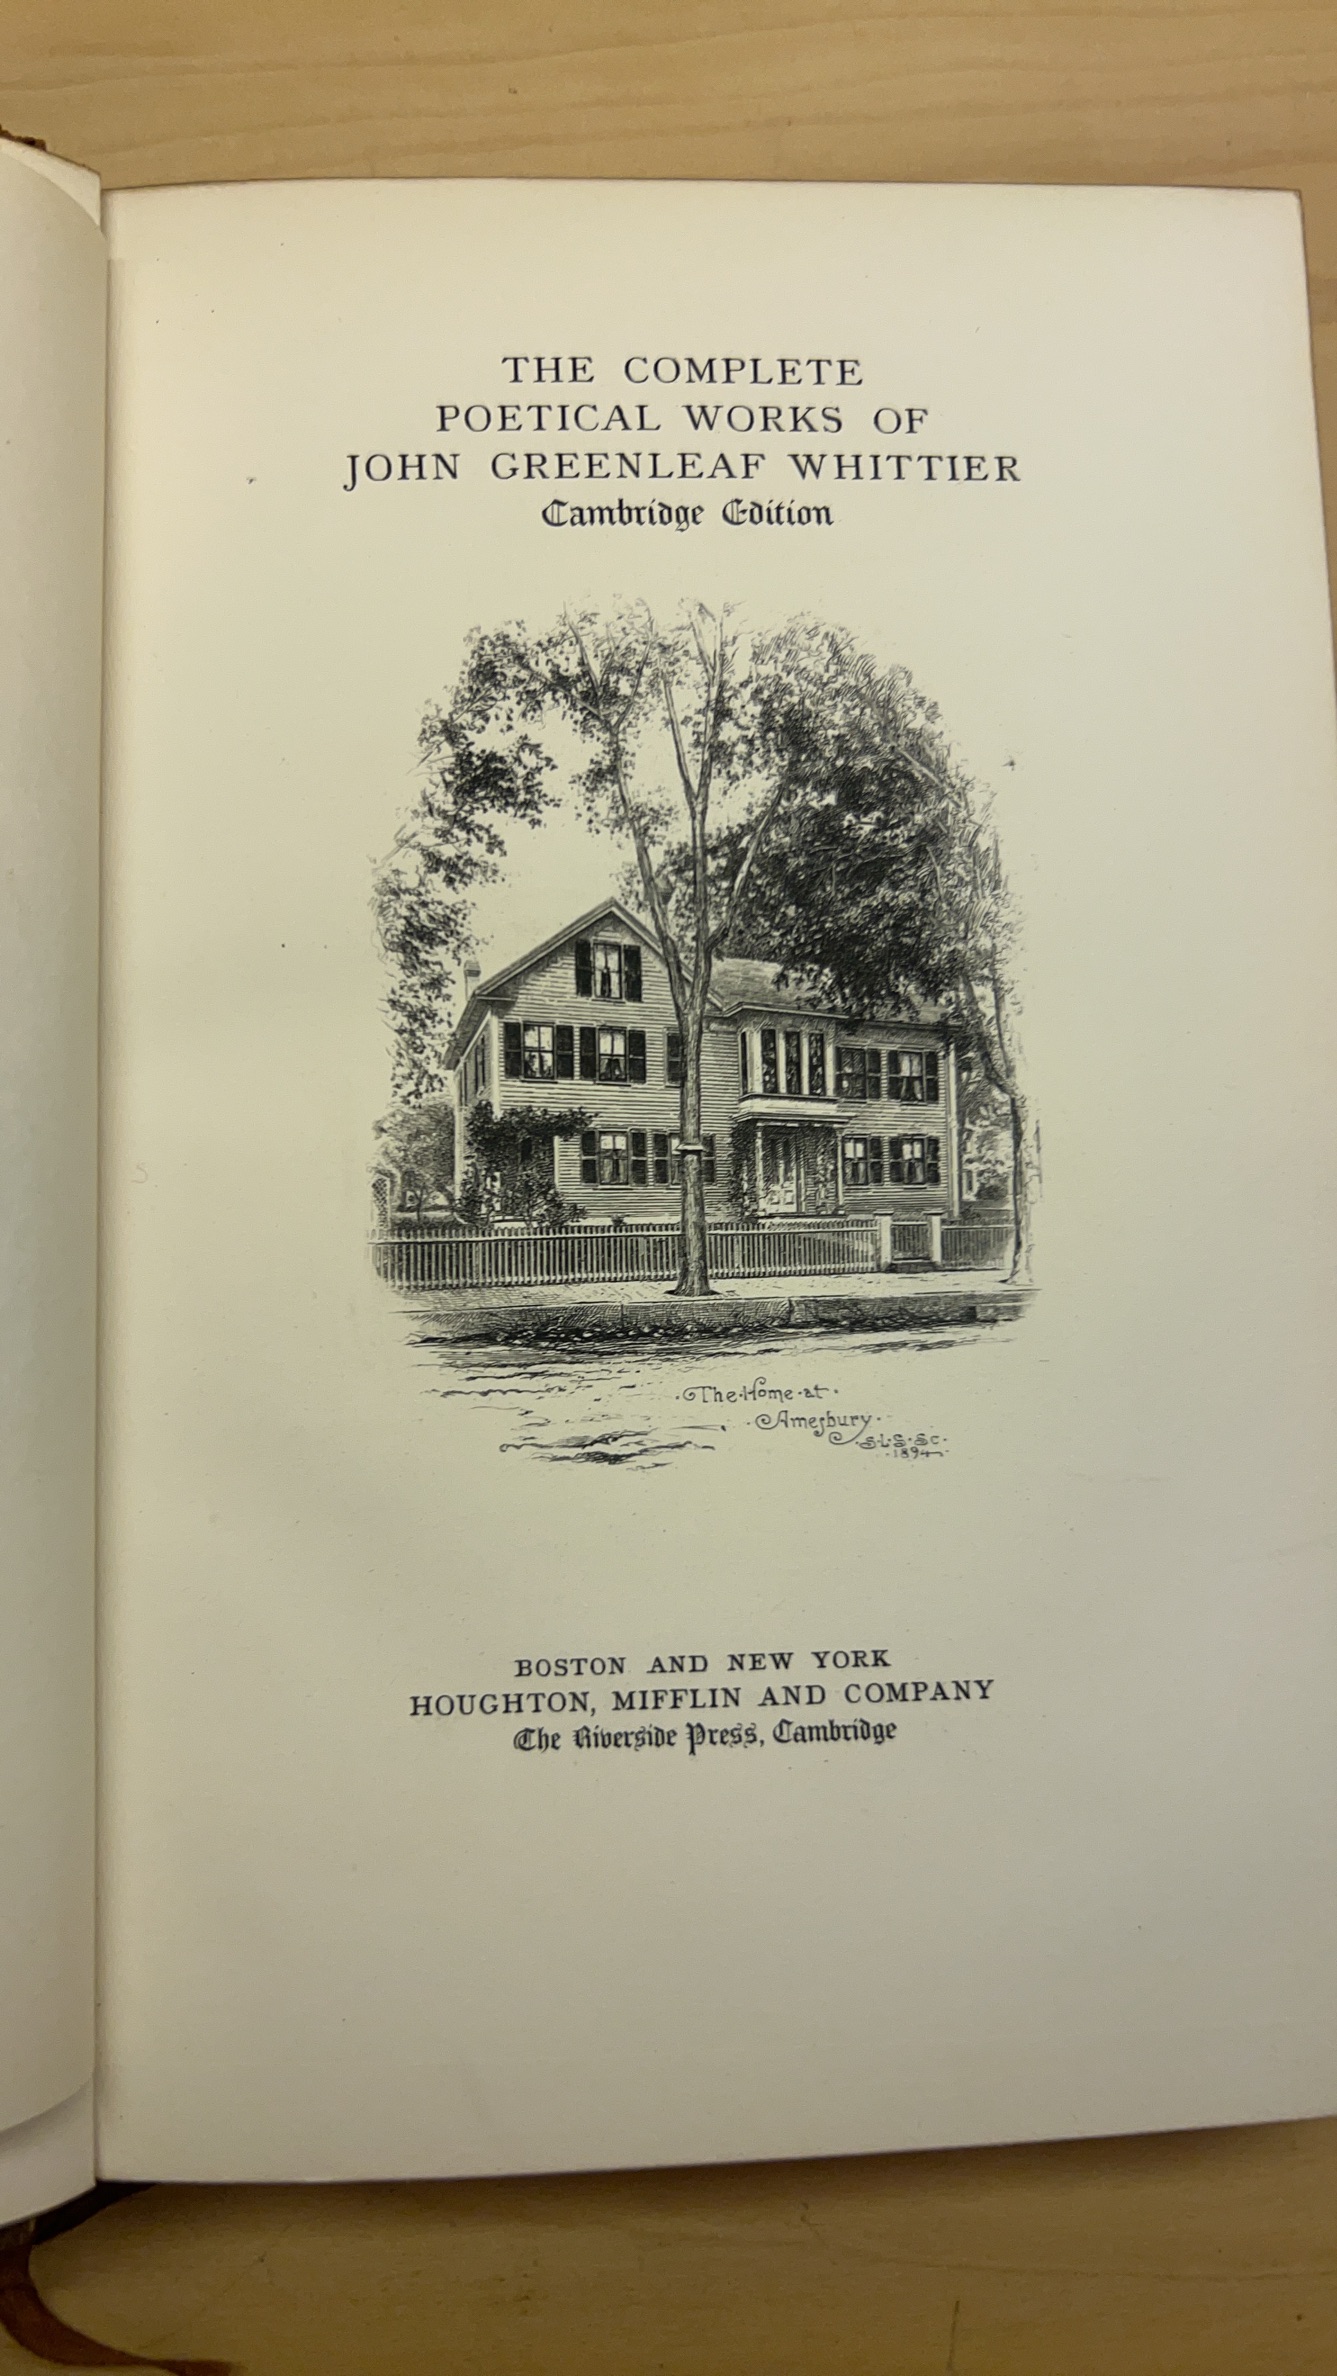 THE COMPLETE
POETICAL WORKS OF
JOHN GREENLEAF WHITTIER
Cambridge Edition
·The·Home·at·
·Amesbury·
·S·L·S·Sc·
·1894·
BOSTON AND NEW YORK
HOUGHTON, MIFFLIN AND COMPANY
The Riverside Press, Cambridge